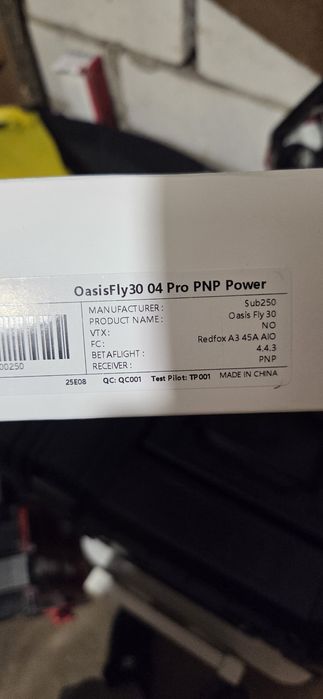 OasisFly30 04 Pro PNP Power
MANUFACTURER: Sub250
PRODUCT NAME: Oasis Fly 30
VTX: NO
FC: Redfox A3 45A AIO
BETAFLIGHT: 4.4.3
RECEIVER: PNP
00250
25E08 QC: QC001 Test Pilot: TP001 MADE IN CHINA